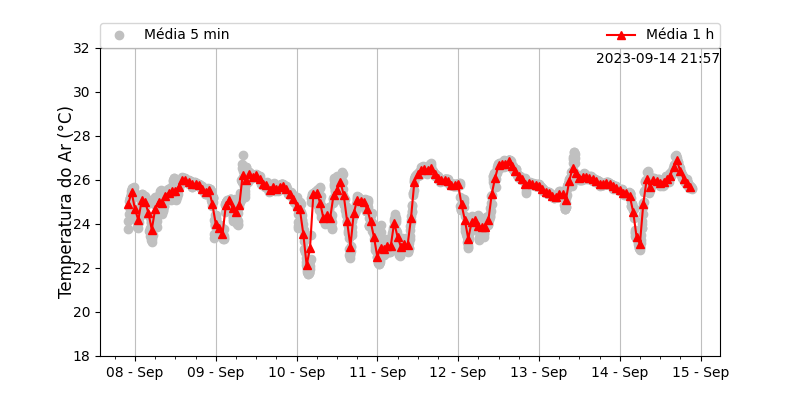 Média 5 min
Média 1 h
2023-09-14 21:57
Temperatura do Ar (°C)
32
30
28
26
24
22
20
18
08 - Sep
09 - Sep
10 - Sep
11 - Sep
12 - Sep
13 - Sep
14 - Sep
15 - Sep